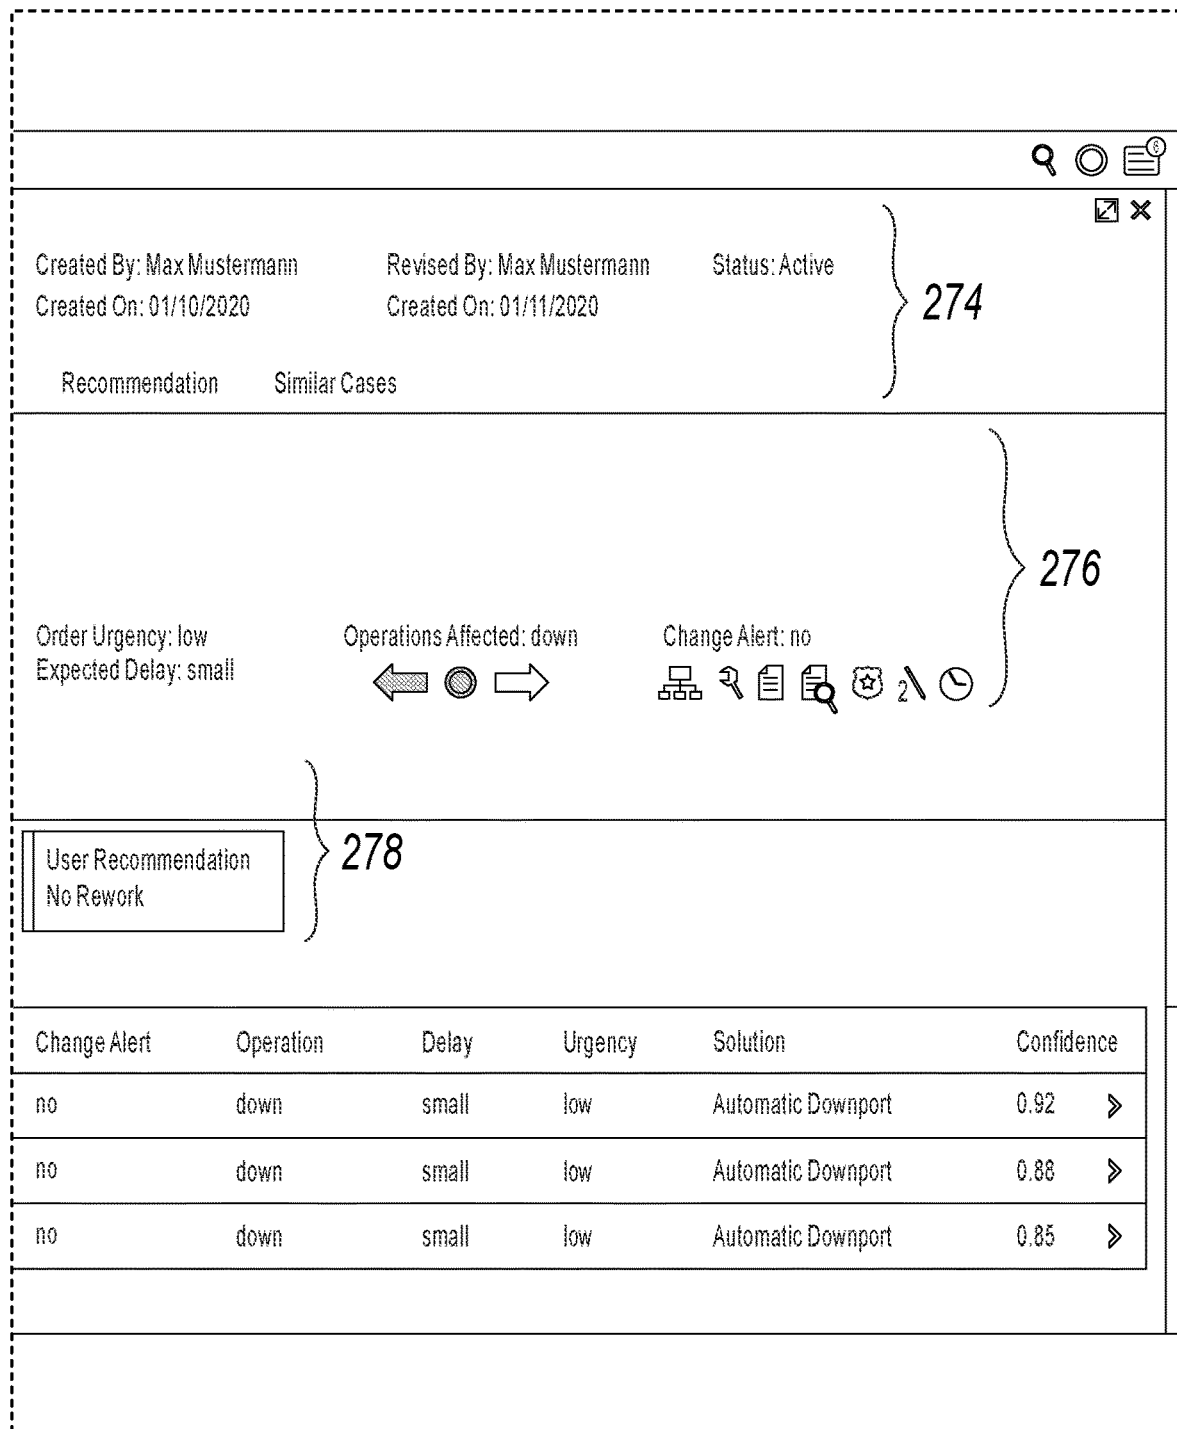 Created By: Max Mustermann Revised By: Max Mustermann Status: Active
Created On: 01/10/2020 Created On: 01/11/2020
274
Recommendation Similar Cases
276
Order Urgency: low Operations Affected: down Change Alert: no
Expected Delay: small
2
278
User Recommendation
No Rework
Change Alert Operation Delay Urgency Solution Confidence
no down small low Automatic Downport 0.92
no down small low Automatic Downport 0.88
no down small low Automatic Downport 0.85